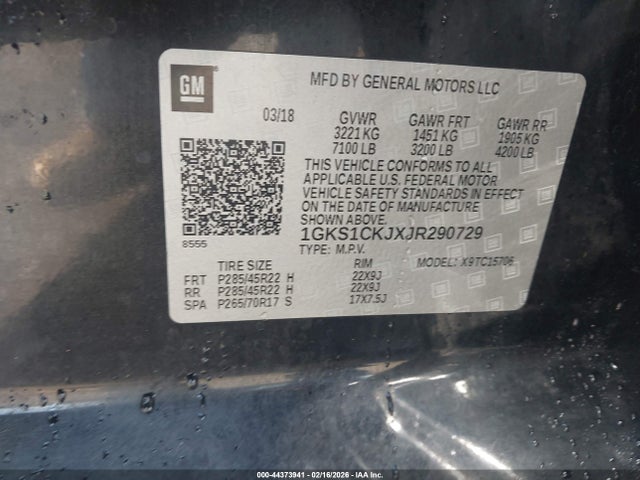 GM
MFD BY GENERAL MOTORS LLC
03/18 GVWR GAWR FRT GAWR RR
3221 KG 1451 KG 1905 KG
7100 LB 3200 LB 4200 LB
THIS VEHICLE CONFORMS TO ALL
APPLICABLE U.S. FEDERAL MOTOR
VEHICLE SAFETY STANDARDS IN EFFECT
ON THE DATE OF MANUFACTURE
SHOWN ABOVE.
8555
1GKS1CKJXJR290729
TYPE: M.P.V. MODEL: X9TC15706
TIRE SIZE RIM
FRT P285/45R22 H 22X9J
RR P285/45R22 H 22X9J
SPA P265/70R17 S 17X7.5J
000-44373941 - 02/16/2026 - IAAI.com